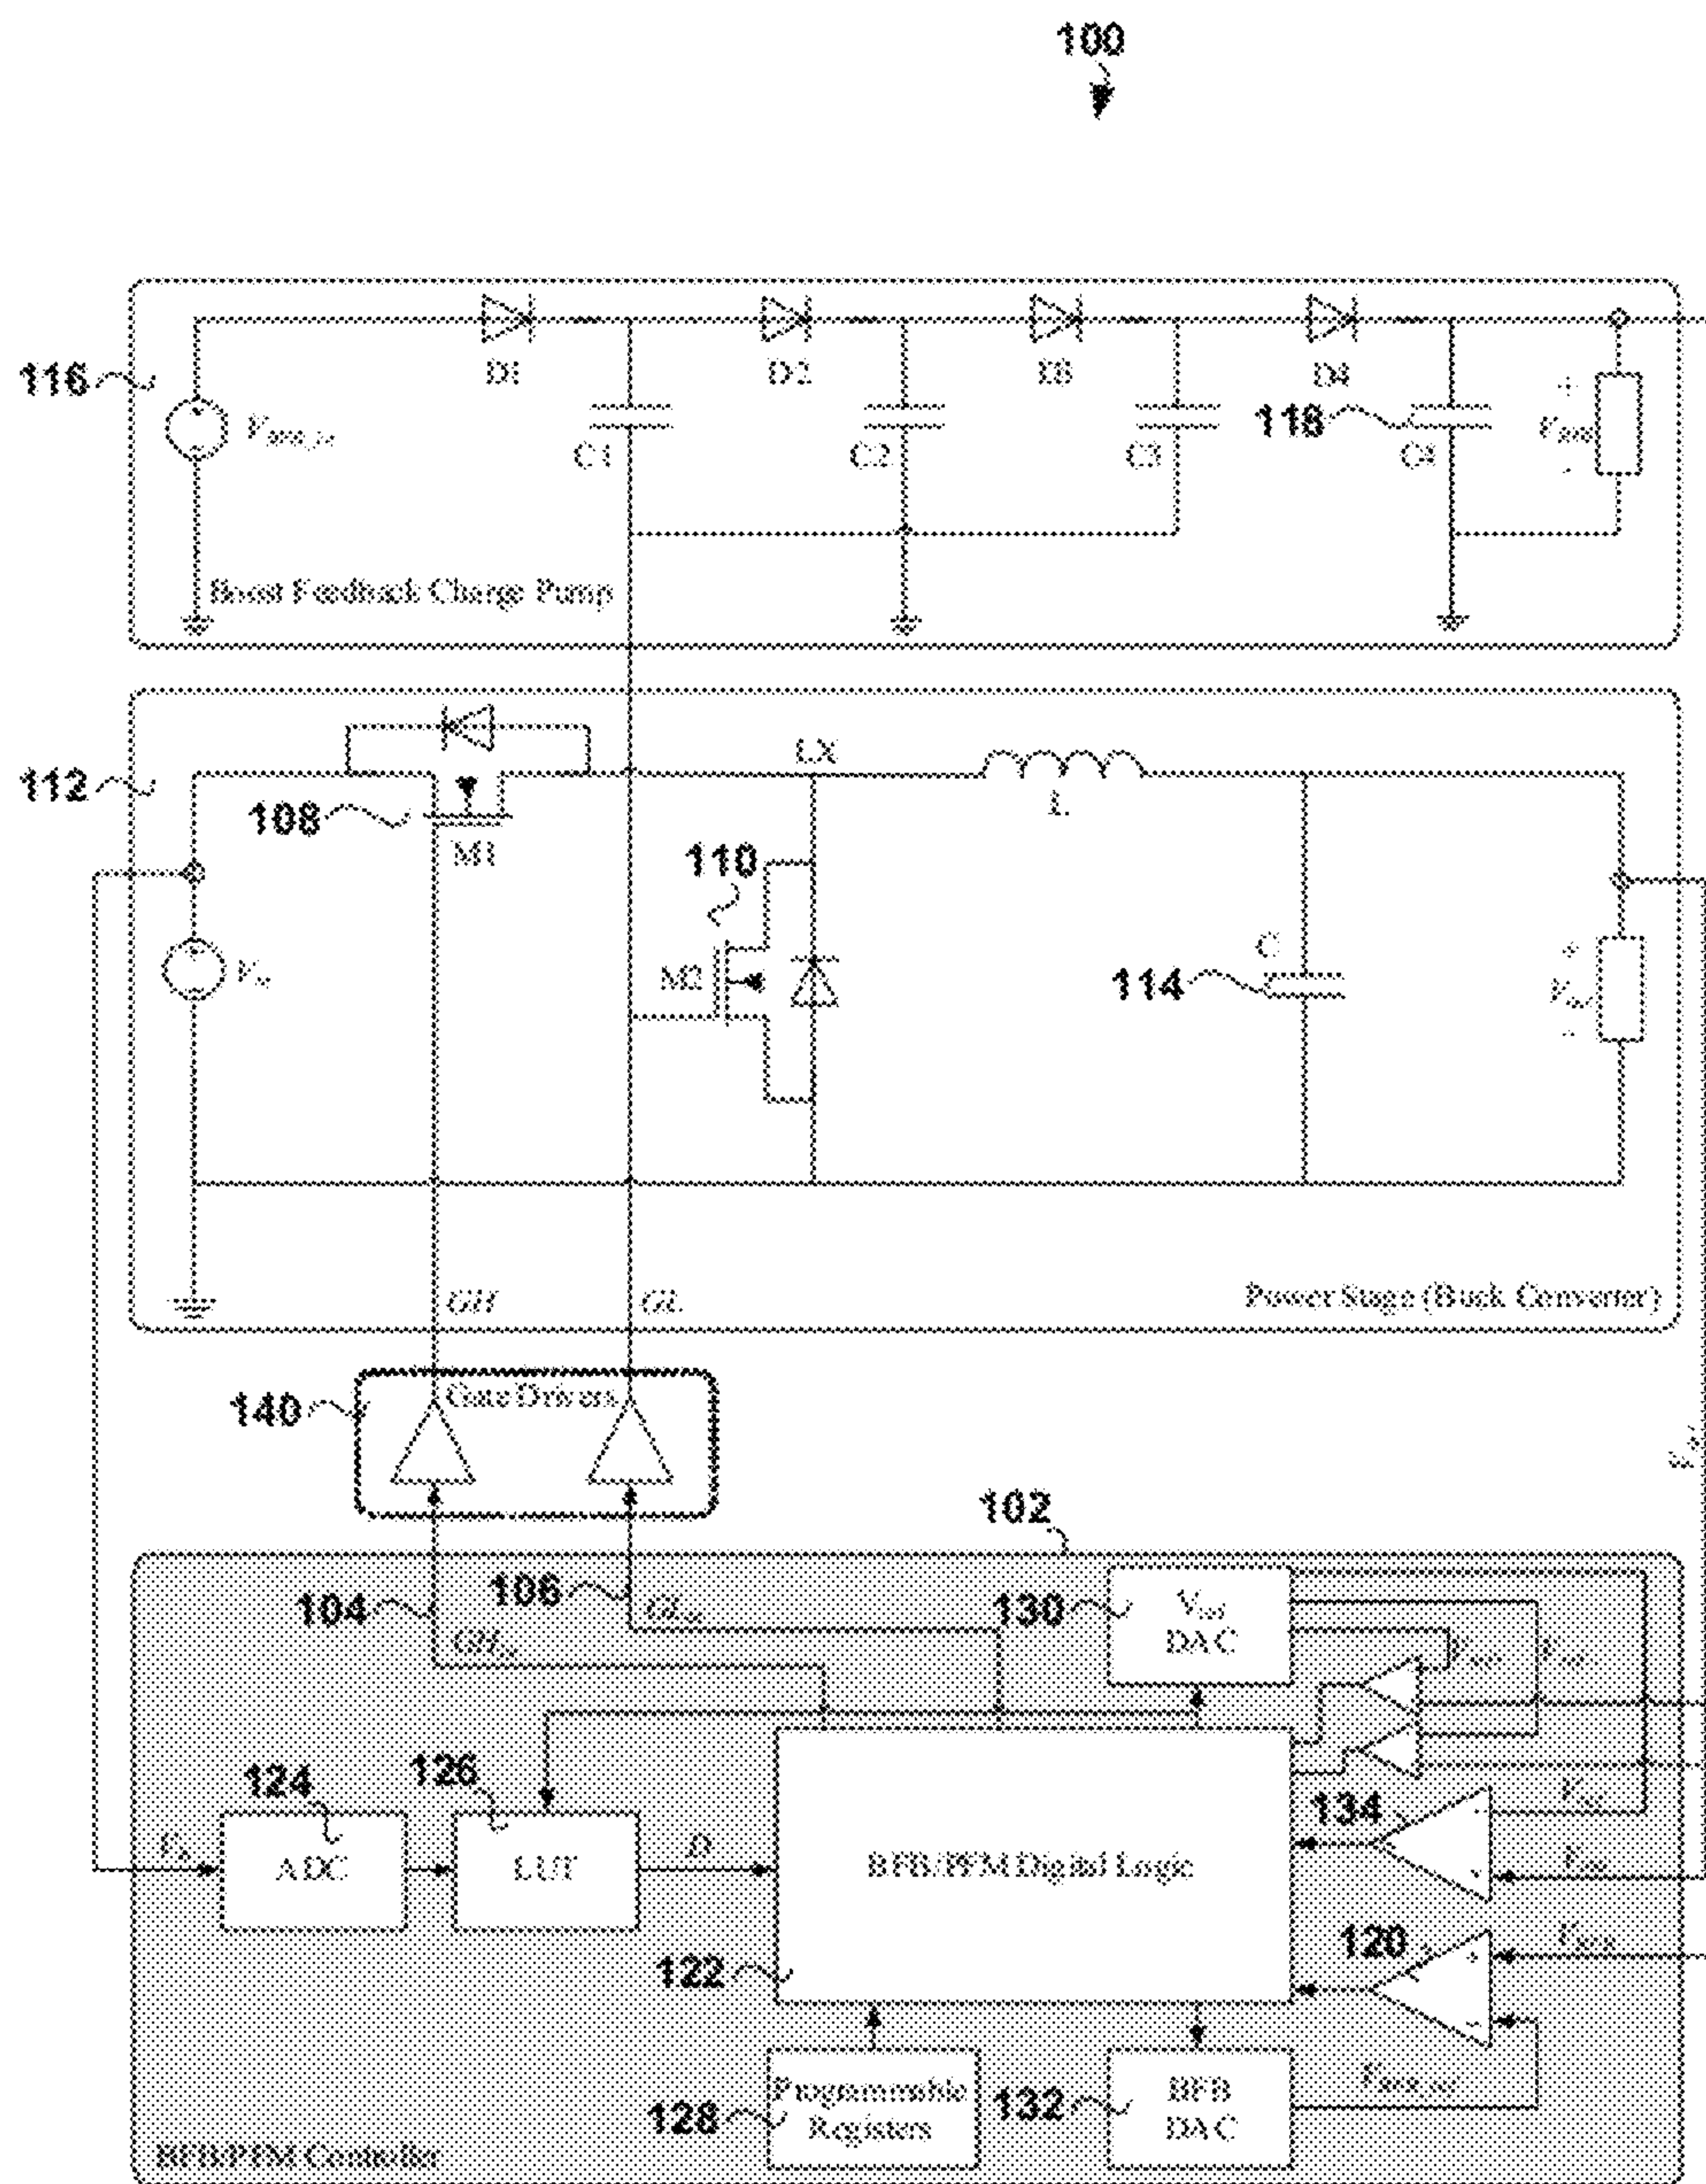 100
D1
D2
D3
D4
116
118
C1
C2
C3
C4
+
-
Boost Feedback Charge Pump
112
LX
108
L
M1
110
M2
C
114
+
-
GH
GL
Power Stage (Buck Converter)
140
Gate Drivers
102
104
106
130
DAC
124
126
134
ADC
LUT
D
BFB/PFM Digital Logic
120
122
+
-
128
Programmable
Registers
132
BFB
DAC
BFB/PFM Controller